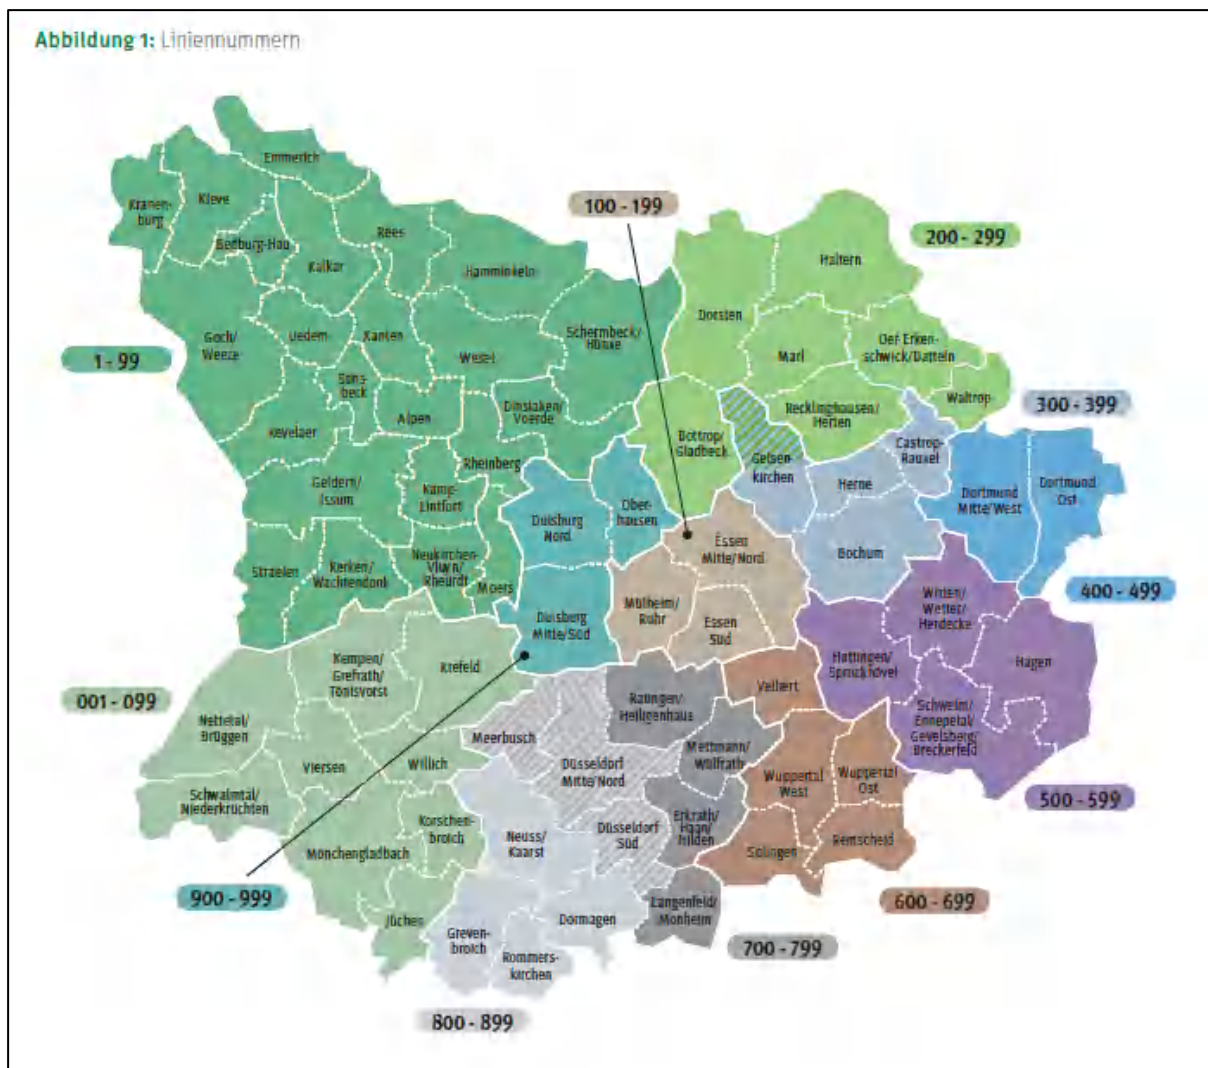 Abbildung 1: Liniennummern
Emmerich
Kranen-
burg
Kleve
Bedburg-Hau
Rees
Kalkar
Hamminkeln
100 - 199
200 - 299
Haltern
Dorsten
Goch/
Weeze
Uedem
Xanten
Wesel
Schermbeck/
Hünxe
Marl
Oer-Erken-
schwick/Datteln
1 - 99
Sons-
beck
Alpen
Dinslaken/
Voerde
Waltrop
300 - 399
Kevelaer
Bottrop/
Gladbeck
Recklinghausen/
Herten
Gelsen-
kirchen
Castrop-
Rauxel
Rheinberg
Geldern/
Issum
Kamp-
Lintfort
Duisburg
Nord
Ober-
hausen
Herne
Dortmund
Mitte/West
Dortmund
Ost
Straelen
Kerken/
Wachtendonk
Neukirchen-
Vluyn/
Rheurdt
Moers
Essen
Mitte/Nord
Bochum
400 - 499
Duisberg
Mitte/Süd
Mülheim/
Ruhr
Essen
Süd
Witten/
Wetter/
Herdecke
Hattingen/
Sprockhövel
Hagen
Kempen/
Grefrath/
Tönisvorst
Krefeld
Velbert
001 - 099
Nettetal/
Brüggen
Ratingen/
Heiligenhaus
Schwelm/
Ennepetal/
Gevelsberg/
Breckerfeld
Meerbusch
Viersen
Willich
Düsseldorf
Mitte/Nord
Mettmann/
Wülfrath
Wuppertal
West
Wuppertal
Ost
Schwalmtal/
Niederkrüchten
500 - 599
Korschen-
broich
Neuss/
Kaarst
Düsseldorf
Süd
Erkrath/
Haan/
Hilden
Mönchengladbach
Solingen
Remscheid
900 - 999
Jüchen
Langenfeld/
Monheim
600 - 699
Dormagen
Greven-
broich
Rommers-
kirchen
700 - 799
800 - 899